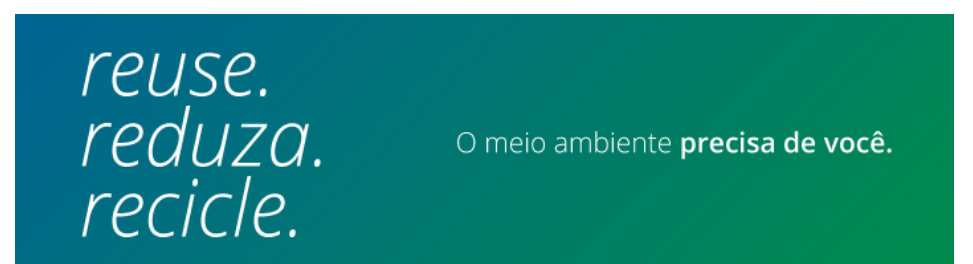 reuse.
reduza.
recicle.
O meio ambiente precisa de você.